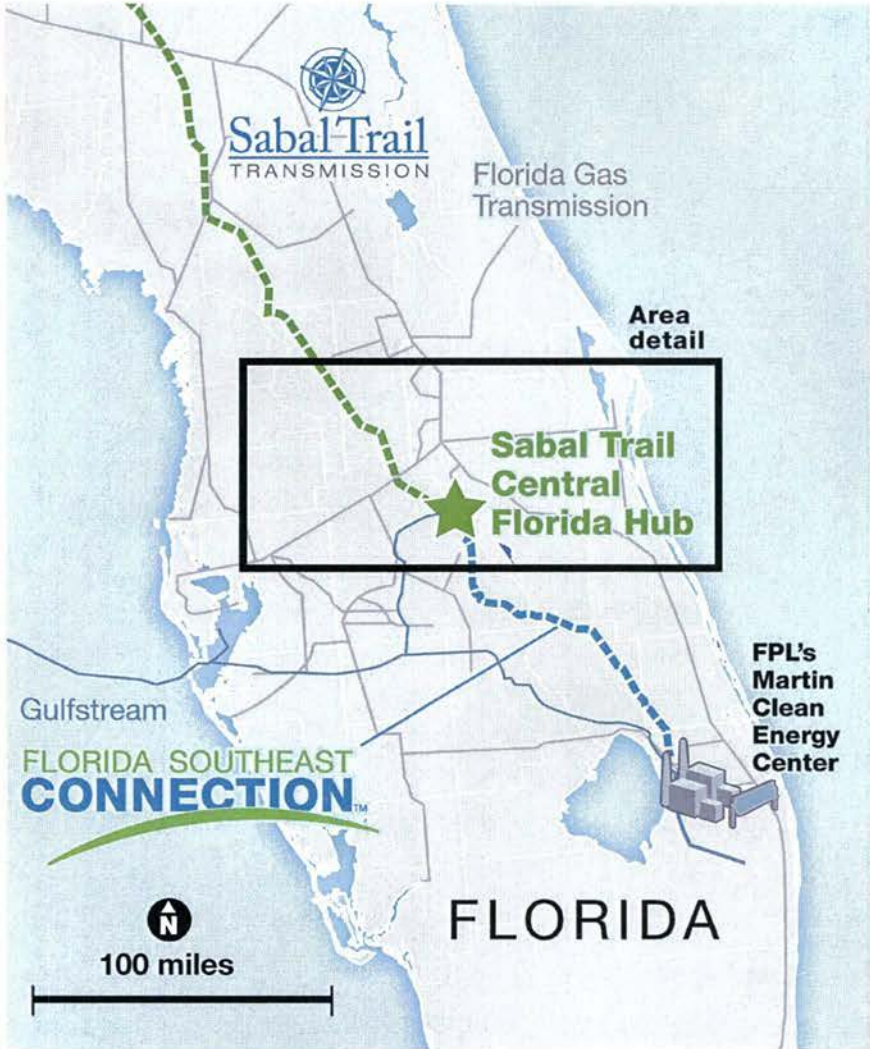 Sabal Trail
TRANSMISSION
Florida Gas
Transmission
Area
detail
Sabal Trail
Central
Florida Hub
FPL's
Martin
Clean
Energy
Center
Gulfstream
FLORIDA SOUTHEAST
CONNECTION™
N
100 miles
FLORIDA